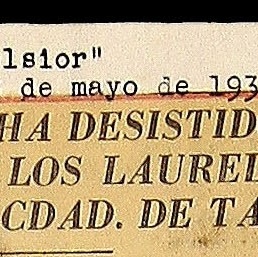 lsior"
de mayo de 193
HA DESISTID
LOS LAUREL
CDAD. DE TA